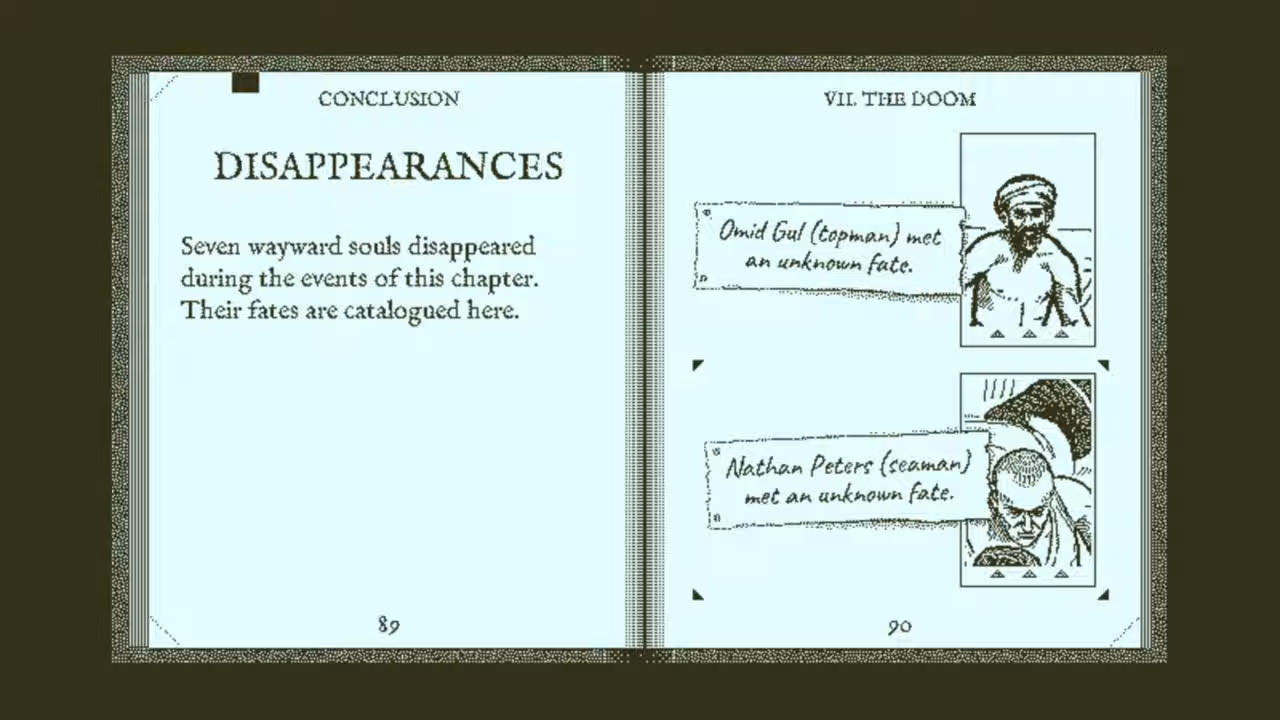 CONCLUSION
DISAPPEARANCES
Seven wayward souls disappeared
during the events of this chapter.
Their fates are catalogued here.
89
VII. THE DOOM
Omid Gul (topman) met
an unknown fate.
Nathan Peters (seaman)
met an unknown fate.
90